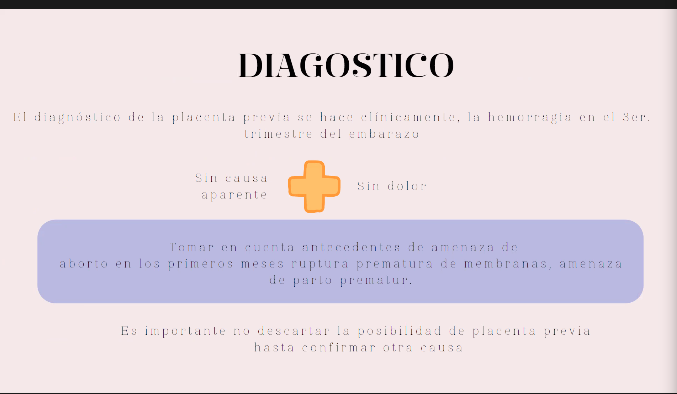 DIAGOSTICO
El diagnóstico de la placenta previa se hace clínicamente, la hemorragia en el 3er.
trimestre del embarazo
Sin causa
aparente
Sin dolor
Tomar en cuenta antecedentes de amenaza de
aborto en los primeros meses ruptura prematura de membranas, amenaza
de parto prematur.
Es importante no descartar la posibilidad de placenta previa
hasta confirmar otra causa